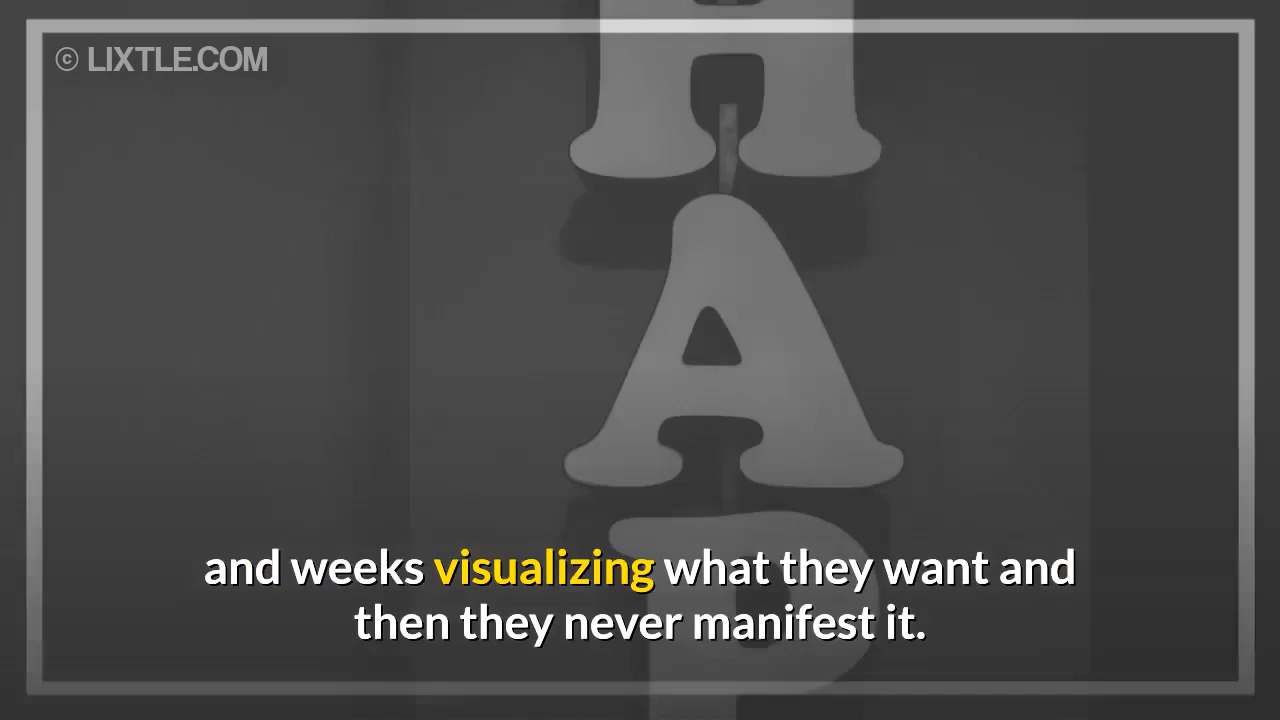 © LIXTLE.COM
H
A
P
and weeks visualizing what they want and
then they never manifest it.